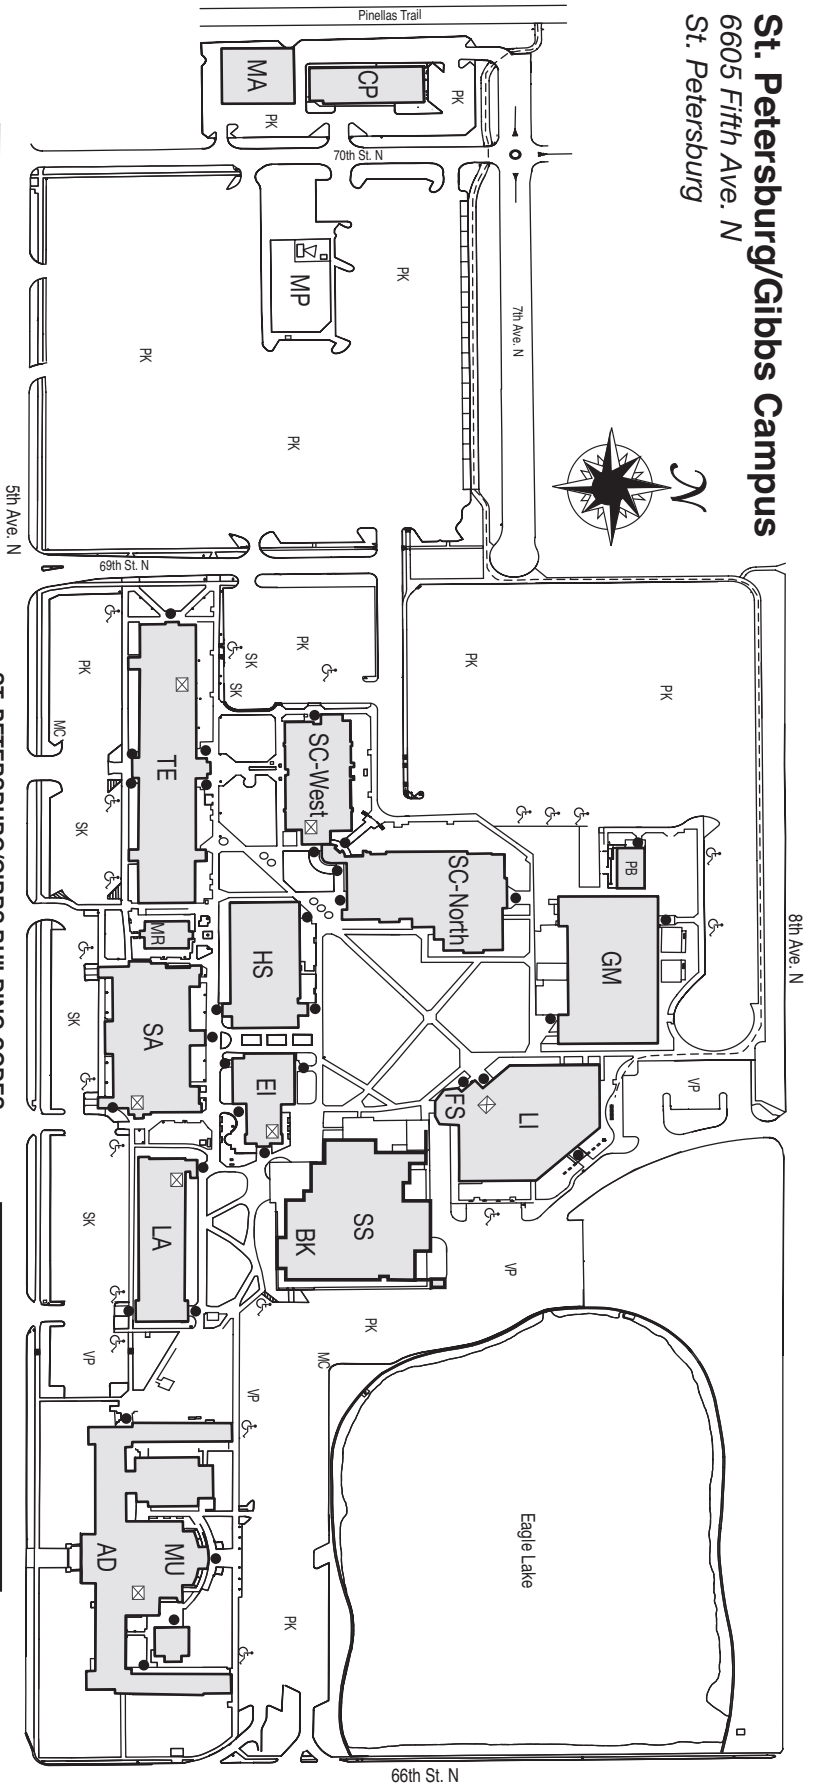 St. Petersburg/Gibbs Campus
6605 Fifth Ave. N
St. Petersburg
N
8th Ave. N
Pinellas Trail
7th Ave. N
70th St. N
69th St. N
66th St. N
5th Ave. N
Eagle Lake
CP
PK
MA
PK
MP
PK
PK
PK
PK
PK
PK
SK
SK
PB
GM
VP
LI
FS
VP
SC-North
SC-West
HS
EI
SS
BK
PK
MC
VP
PK
TE
MR
SA
LA
MU
AD
PK
MC
SK
SK
SK
VP